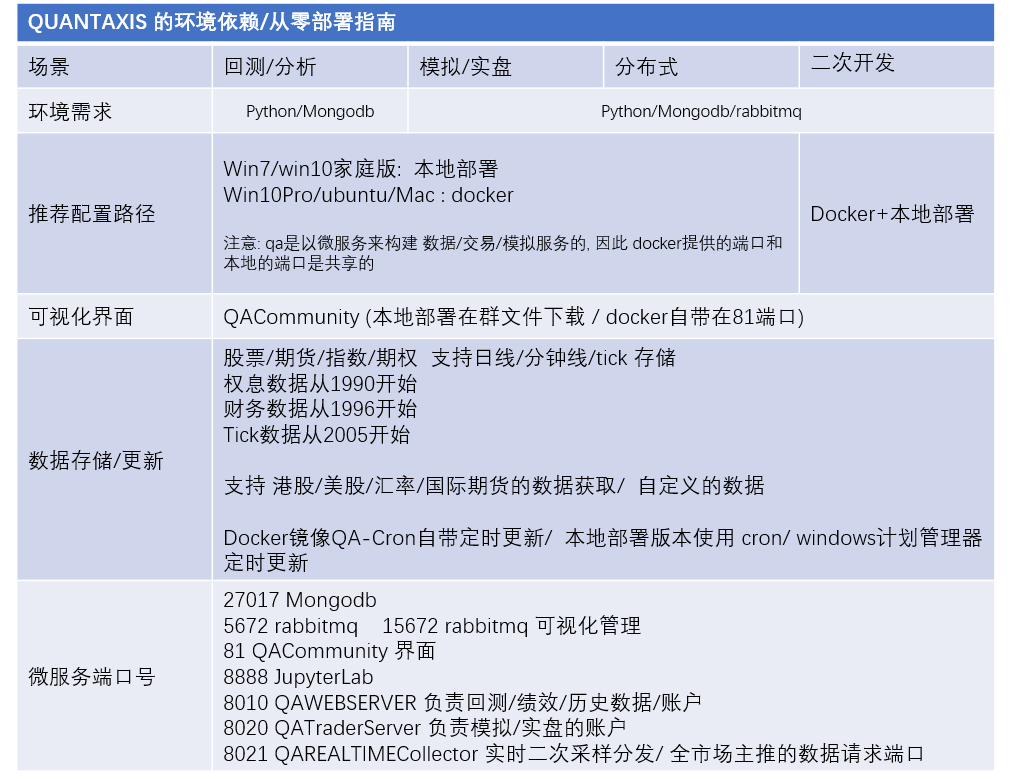 QUANTAXIS 的环境依赖/从零部署指南
场景 回测/分析 模拟/实盘 分布式 二次开发
环境需求 Python/Mongodb Python/Mongodb/rabbitmq
推荐配置路径
Win7/win10家庭版: 本地部署
Win10Pro/ubuntu/Mac : docker
注意: qa是以微服务来构建 数据/交易/模拟服务的, 因此 docker提供的端口和
本地的端口是共享的
Docker+本地部署
可视化界面 QACommunity (本地部署在群文件下载 / docker自带在81端口)
数据存储/更新
股票/期货/指数/期权 支持日线/分钟线/tick 存储
权息数据从1990开始
财务数据从1996开始
Tick数据从2005开始
支持 港股/美股/汇率/国际期货的数据获取/ 自定义的数据
Docker镜像QA-Cron自带定时更新/ 本地部署版本使用 cron/ windows计划管理器
定时更新
微服务端口号
27017 Mongodb
5672 rabbitmq 15672 rabbitmq 可视化管理
81 QACommunity 界面
8888 JupyterLab
8010 QAWEBSERVER 负责回测/绩效/历史数据/账户
8020 QATraderServer 负责模拟/实盘的账户
8021 QAREALTIMECollector 实时二次采样分发/ 全市场主推的数据请求端口